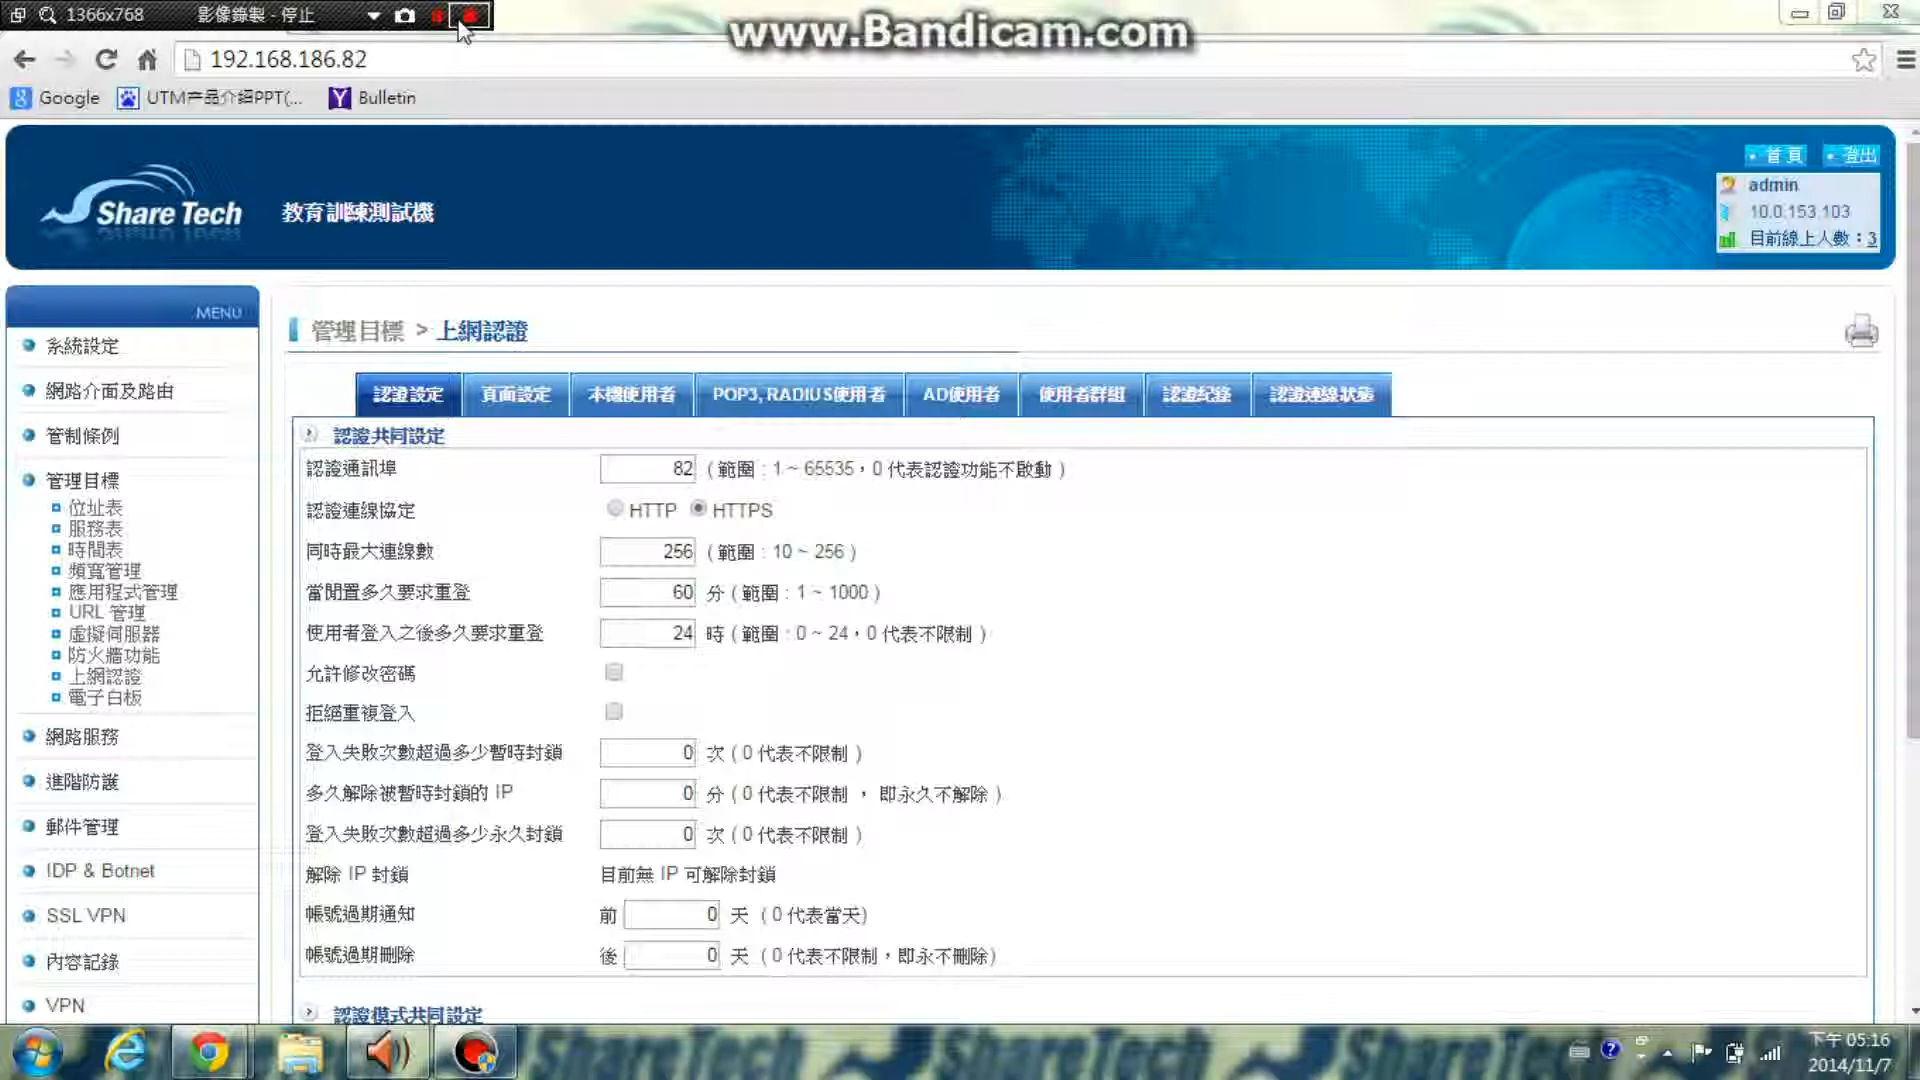 1366x768 影像錄製 - 停止
www.Bandicam.com
192.168.186.82
Google UTM产品介绍PPT(... Bulletin
首頁 登出
ShareTech 教育訓練測試機
admin
10.0.153.103
目前線上人數：3
MENU
系統設定
網路介面及路由
管制條例
管理目標
位址表
服務表
時間表
頻寬管理
應用程式管理
URL 管理
虛擬伺服器
防火牆功能
上網認證
電子白板
網路服務
進階防護
郵件管理
IDP & Botnet
SSL VPN
內容記錄
VPN
管理目標 > 上網認證
認證設定 頁面設定 本機使用者 POP3, RADIUS使用者 AD使用者 使用者群組 認證紀錄 認證連線狀態
認證共同設定
認證通訊埠 82 ( 範圍 : 1 ~ 65535，0 代表認證功能不啟動 )
認證連線協定 HTTP HTTPS
同時最大連線數 256 ( 範圍 : 10 ~ 256 )
當閒置多久要求重登 60 分 ( 範圍 : 1 ~ 1000 )
使用者登入之後多久要求重登 24 時 ( 範圍 : 0 ~ 24，0 代表不限制 )
允許修改密碼
拒絕重複登入
登入失敗次數超過多少暫時封鎖 0 次 ( 0 代表不限制 )
多久解除被暫時封鎖的 IP 0 分 ( 0 代表不限制 ， 即永久不解除 )
登入失敗次數超過多少永久封鎖 0 次 ( 0 代表不限制 )
解除 IP 封鎖 目前無 IP 可解除封鎖
帳號過期通知 前 0 天 ( 0 代表當天)
帳號過期刪除 後 0 天 ( 0 代表不限制，即永不刪除)
認證模式共同設定
ShareTech ShareTech ShareTech
下午 05:16
2014/11/7